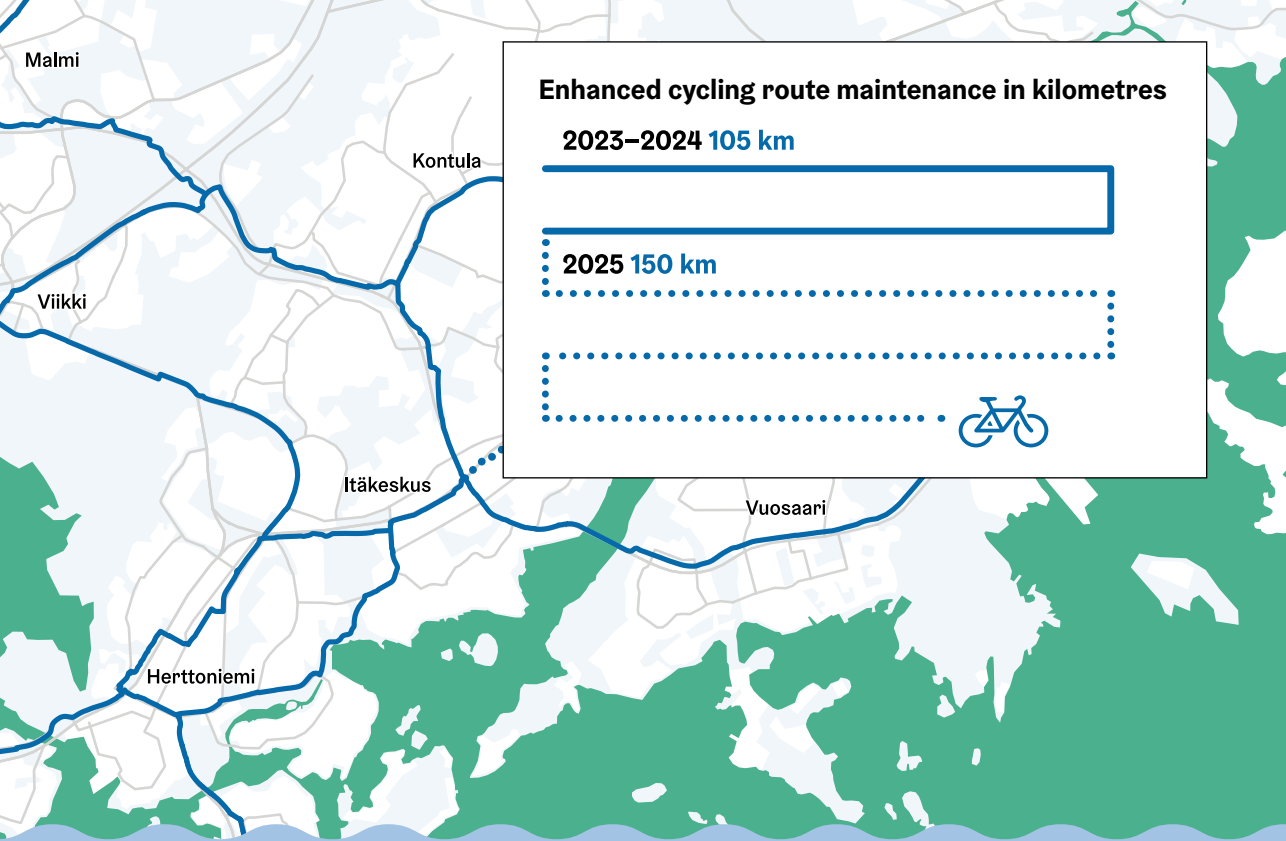 Malmi
Enhanced cycling route maintenance in kilometres
2023–2024 105 km
Kontula
2025 150 km
Viikki
Itäkeskus
Vuosaari
Herttoniemi